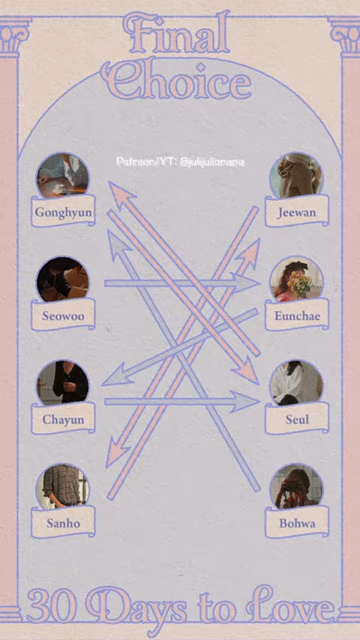 Final
Choice
Patreon/YT: @julijulianana
Gonghyun
Jeewan
Seowoo
Eunchae
Chayun
Seul
Sanho
Bohwa
30 Days to Love